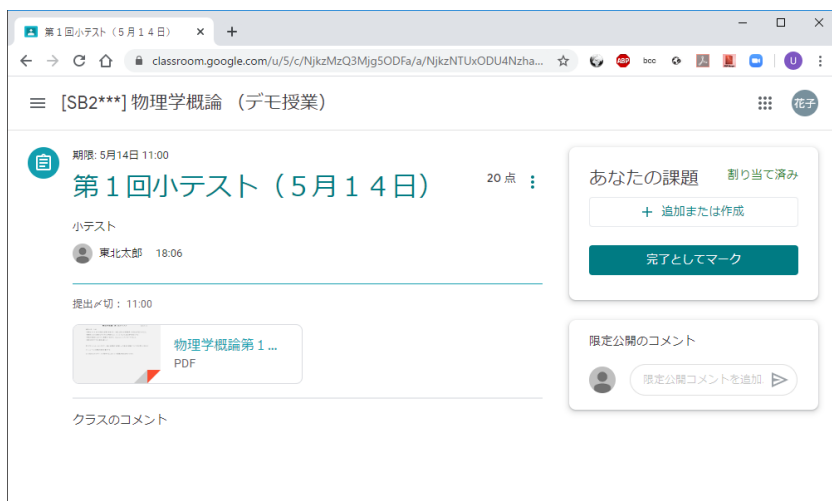 第１回小テスト（５月１４日）
classroom.google.com/u/5/c/NjkzMzQ3Mjg5ODFa/a/NjkzNTUxODU4Nzha...
ABP
bcc
U
[SB2***] 物理学概論 （デモ授業）
花子
期限: 5月14日 11:00
第１回小テスト（５月１４日）
20 点
小テスト
東北太郎 18:06
提出〆切： 11:00
物理学概論第１...
PDF
クラスのコメント
あなたの課題 割り当て済み
+ 追加または作成
完了としてマーク
限定公開のコメント
限定公開コメントを追加